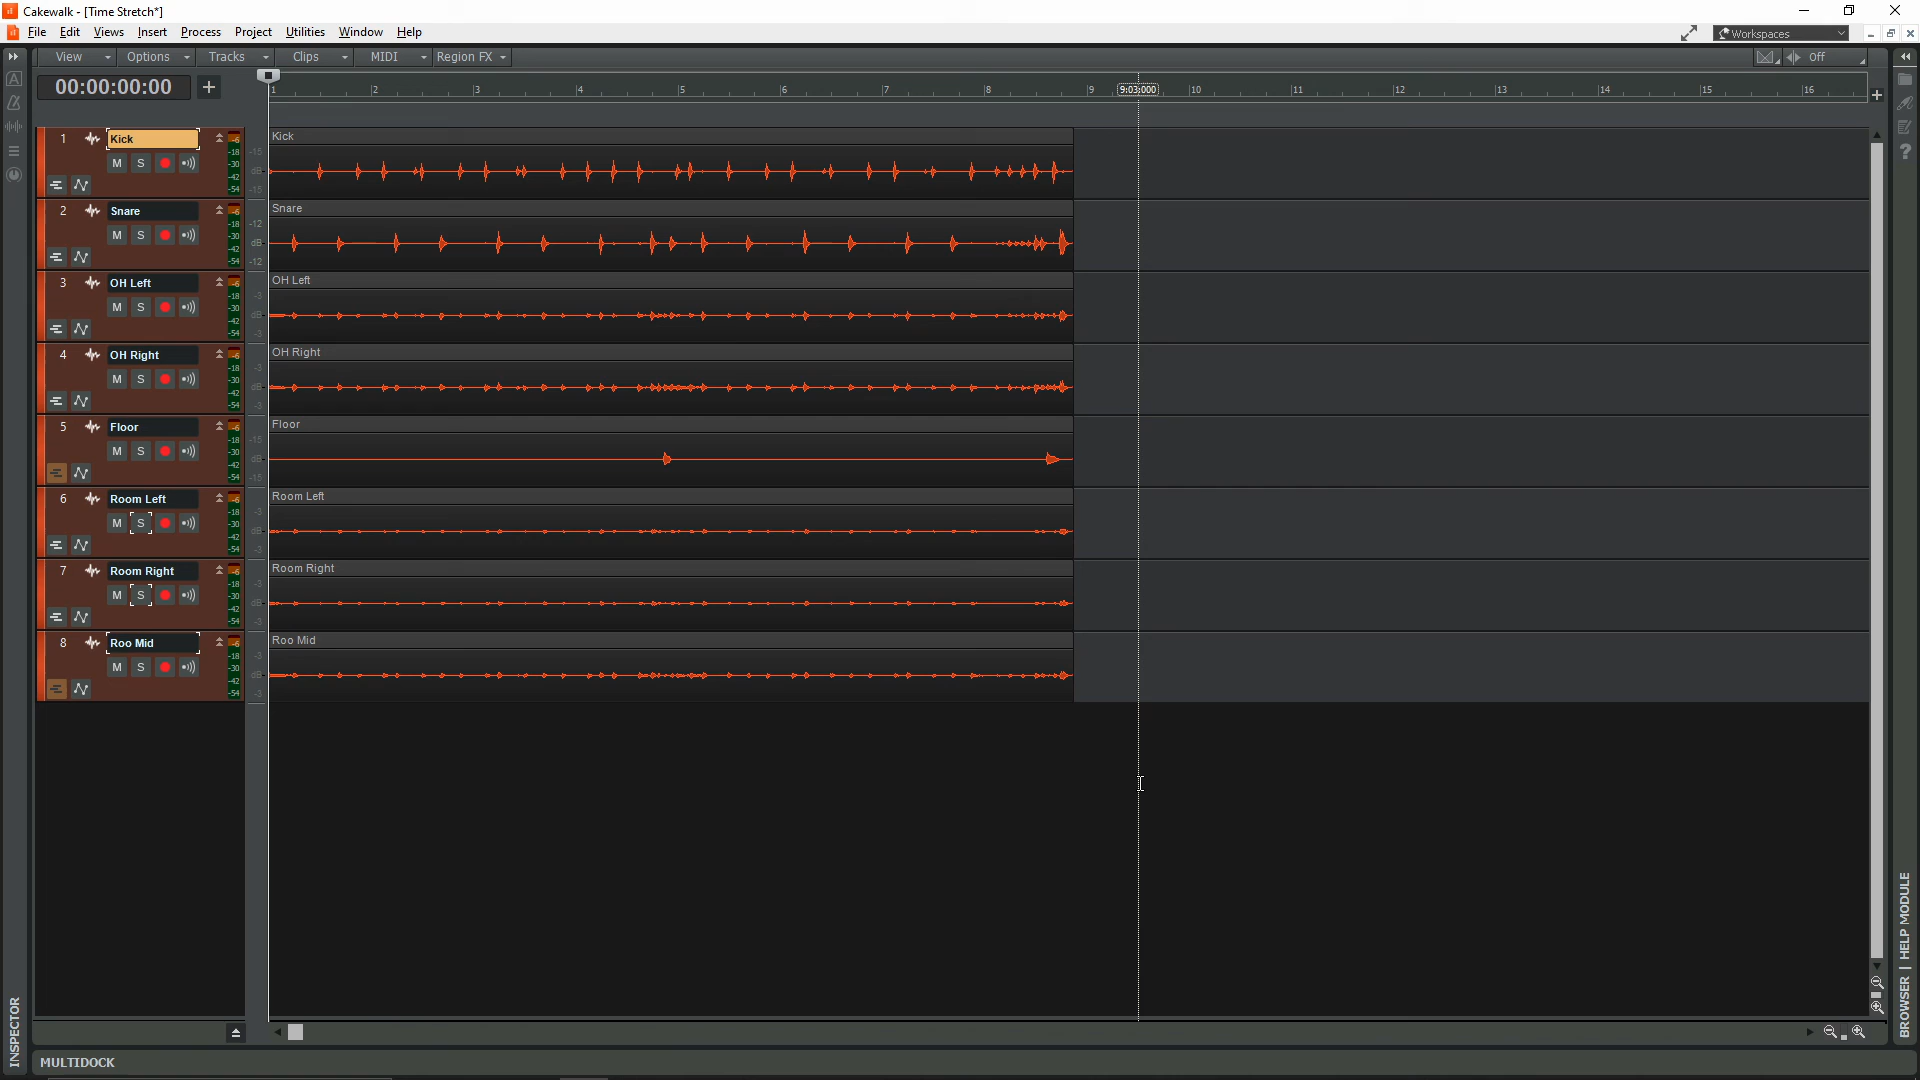 Cakewalk - [Time Stretch*]
File Edit Views Insert Process Project Utilities Window Help
Workspaces
View Options Tracks Clips MIDI Region FX Off
00:00:00:00
1 2 3 4 5 6 7 8 9 9:03:000 10 11 12 13 14 15 16
1 Kick M S
-6 -18 -30 -42 -54
-15 dB -15
Kick
2 Snare M S
-6 -18 -30 -42 -54
-12 dB -12
Snare
3 OH Left M S
-6 -18 -30 -42 -54
-3 dB -3
OH Left
4 OH Right M S
-6 -18 -30 -42 -54
-3 dB -3
OH Right
5 Floor M S
-6 -18 -30 -42 -54
-15 dB -15
Floor
6 Room Left M S
-6 -18 -30 -42 -54
-3 dB -3
Room Left
7 Room Right M S
-6 -18 -30 -42 -54
-3 dB -3
Room Right
8 Roo Mid M S
-6 -18 -30 -42 -54
-3 dB -3
Roo Mid
INSPECTOR
BROWSER | HELP MODULE
MULTIDOCK